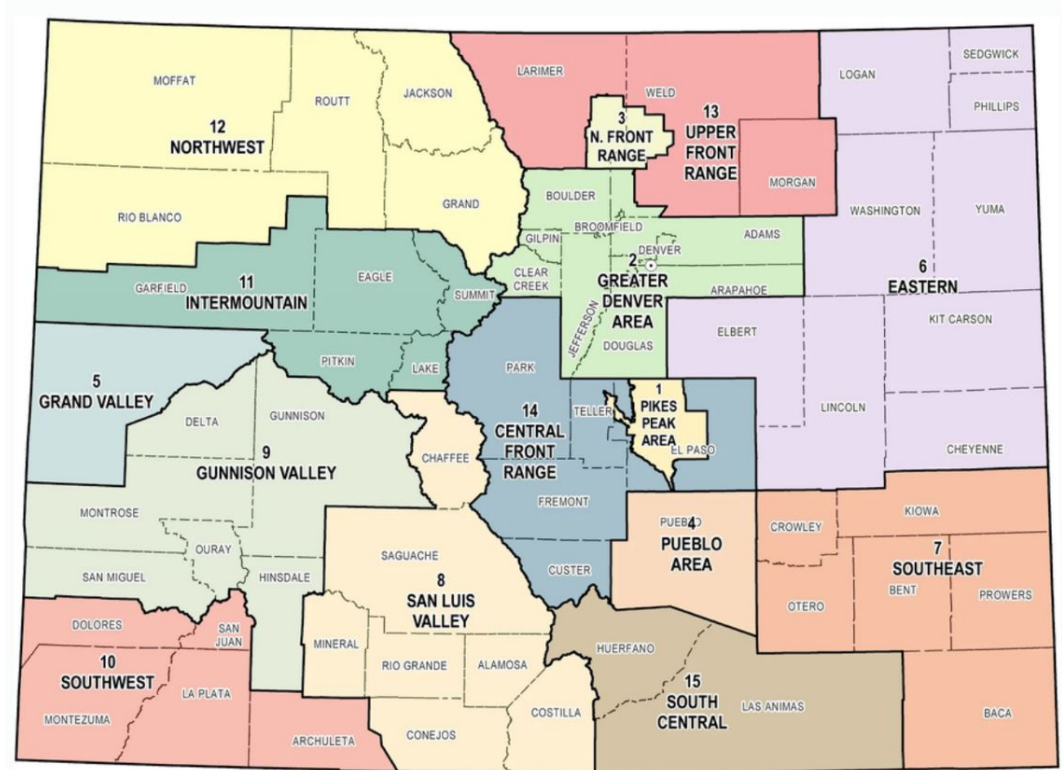 MOFFAT
ROUTT
JACKSON
12
NORTHWEST
RIO BLANCO
GRAND
LARIMER
WELD
3
N. FRONT
RANGE
13
UPPER
FRONT
RANGE
MORGAN
LOGAN
SEDGWICK
PHILLIPS
WASHINGTON
YUMA
6
EASTERN
ELBERT
KIT CARSON
LINCOLN
CHEYENNE
BOULDER
BROOMFIELD
GILPIN
ADAMS
DENVER
CLEAR
CREEK
2
GREATER
DENVER
AREA
ARAPAHOE
JEFFERSON
DOUGLAS
11
INTERMOUNTAIN
GARFIELD
EAGLE
SUMMIT
PITKIN
LAKE
5
GRAND VALLEY
DELTA
GUNNISON
9
GUNNISON VALLEY
MONTROSE
OURAY
SAN MIGUEL
HINSDALE
PARK
TELLER
14
CENTRAL
FRONT
RANGE
1
PIKES
PEAK
AREA
EL PASO
FREMONT
CUSTER
CHAFFEE
SAGUACHE
8
SAN LUIS
VALLEY
MINERAL
RIO GRANDE
ALAMOSA
CONEJOS
COSTILLA
PUEBLO
4
PUEBLO
AREA
CROWLEY
KIOWA
7
SOUTHEAST
OTERO
BENT
PROWERS
BACA
DOLORES
SAN
JUAN
10
SOUTHWEST
LA PLATA
MONTEZUMA
ARCHULETA
HUERFANO
15
SOUTH
CENTRAL
LAS ANIMAS